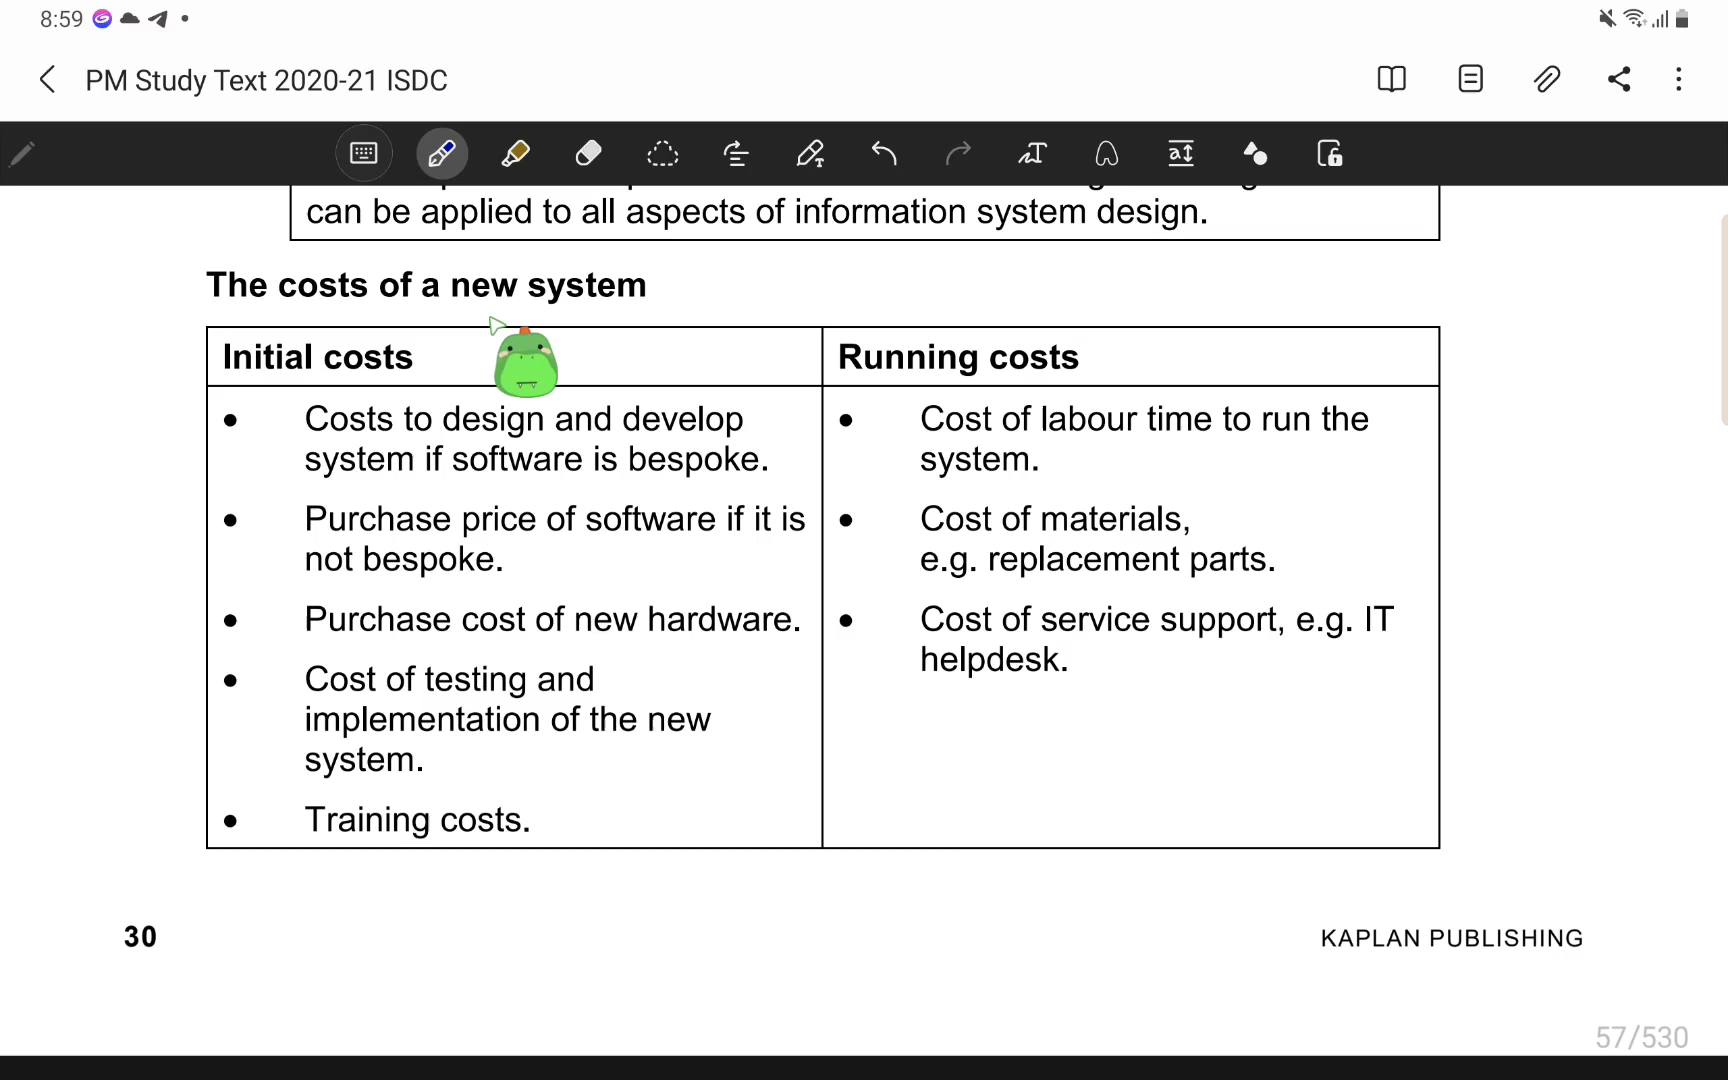 8:59
PM Study Text 2020-21 ISDC
can be applied to all aspects of information system design.
The costs of a new system
Initial costs
Running costs
• Costs to design and develop
system if software is bespoke.
• Purchase price of software if it is
not bespoke.
• Purchase cost of new hardware.
• Cost of testing and
implementation of the new
system.
• Training costs.
• Cost of labour time to run the
system.
• Cost of materials,
e.g. replacement parts.
• Cost of service support, e.g. IT
helpdesk.
30
KAPLAN PUBLISHING
57/530